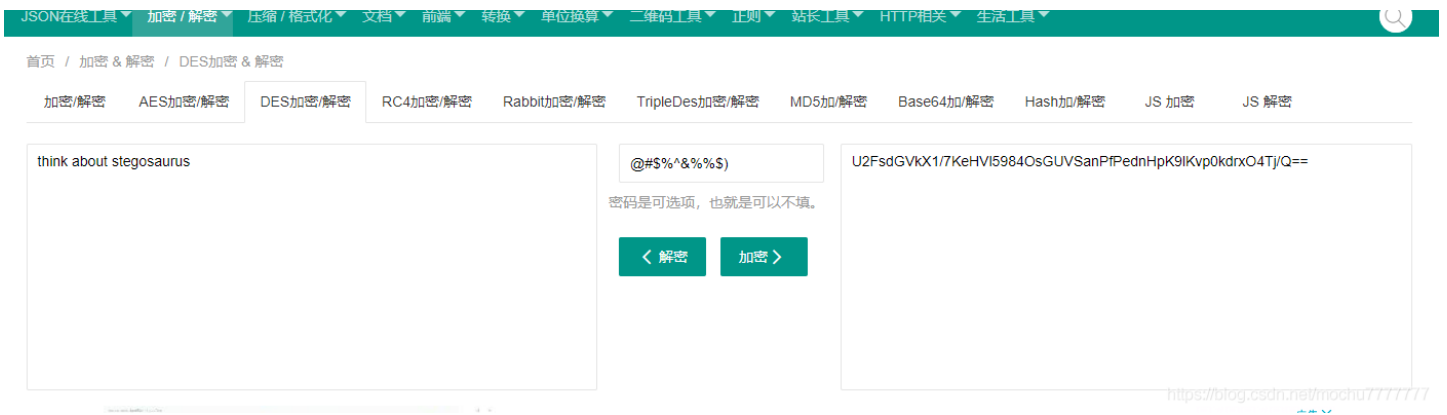 JSON在线工具 加密 / 解密 压缩 / 格式化 文档 前端 转换 单位换算 二维码工具 正则 站长工具 HTTP相关 生活工具
首页 / 加密 & 解密 / DES加密 & 解密
加密/解密 AES加密/解密 DES加密/解密 RC4加密/解密 Rabbit加密/解密 TripleDes加密/解密 MD5加/解密 Base64加/解密 Hash加/解密 JS 加密 JS 解密
think about stegosaurus
@#$%^&%%$)
U2FsdGVkX1/7KeHVI5984OsGUVSanPfPednHpK9lKvp0kdrxO4Tj/Q==
密码是可选项，也就是可以不填。
解密 加密
https://blog.csdn.net/mochu7777777